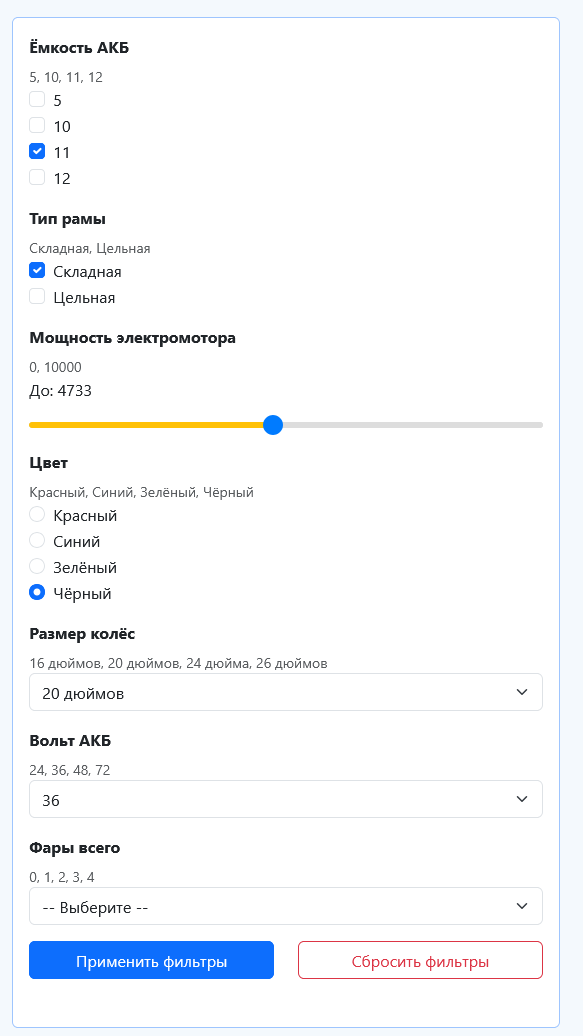 Ёмкость АКБ
5, 10, 11, 12
5
10
11
12
Тип рамы
Складная, Цельная
Складная
Цельная
Мощность электромотора
0, 10000
До: 4733
Цвет
Красный, Синий, Зелёный, Чёрный
Красный
Синий
Зелёный
Чёрный
Размер колёс
16 дюймов, 20 дюймов, 24 дюйма, 26 дюймов
20 дюймов
Вольт АКБ
24, 36, 48, 72
36
Фары всего
0, 1, 2, 3, 4
-- Выберите --
Применить фильтры
Сбросить фильтры